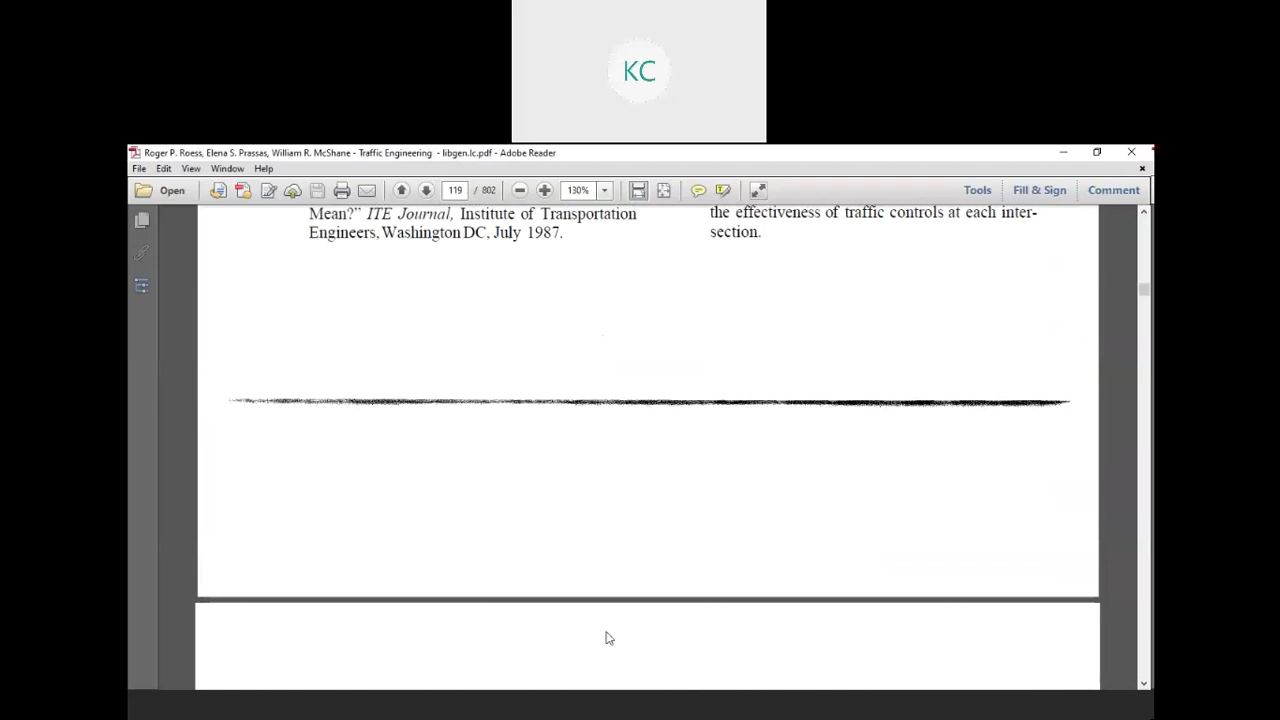 KC
Roger P. Roess, Elena S. Prassas, William R. McShane - Traffic Engineering - libgen.lc.pdf - Adobe Reader
File Edit View Window Help
Open 119 / 802 130% Tools Fill & Sign Comment
Mean?” ITE Journal, Institute of Transportation
Engineers, Washington DC, July 1987.
the effectiveness of traffic controls at each inter-
section.